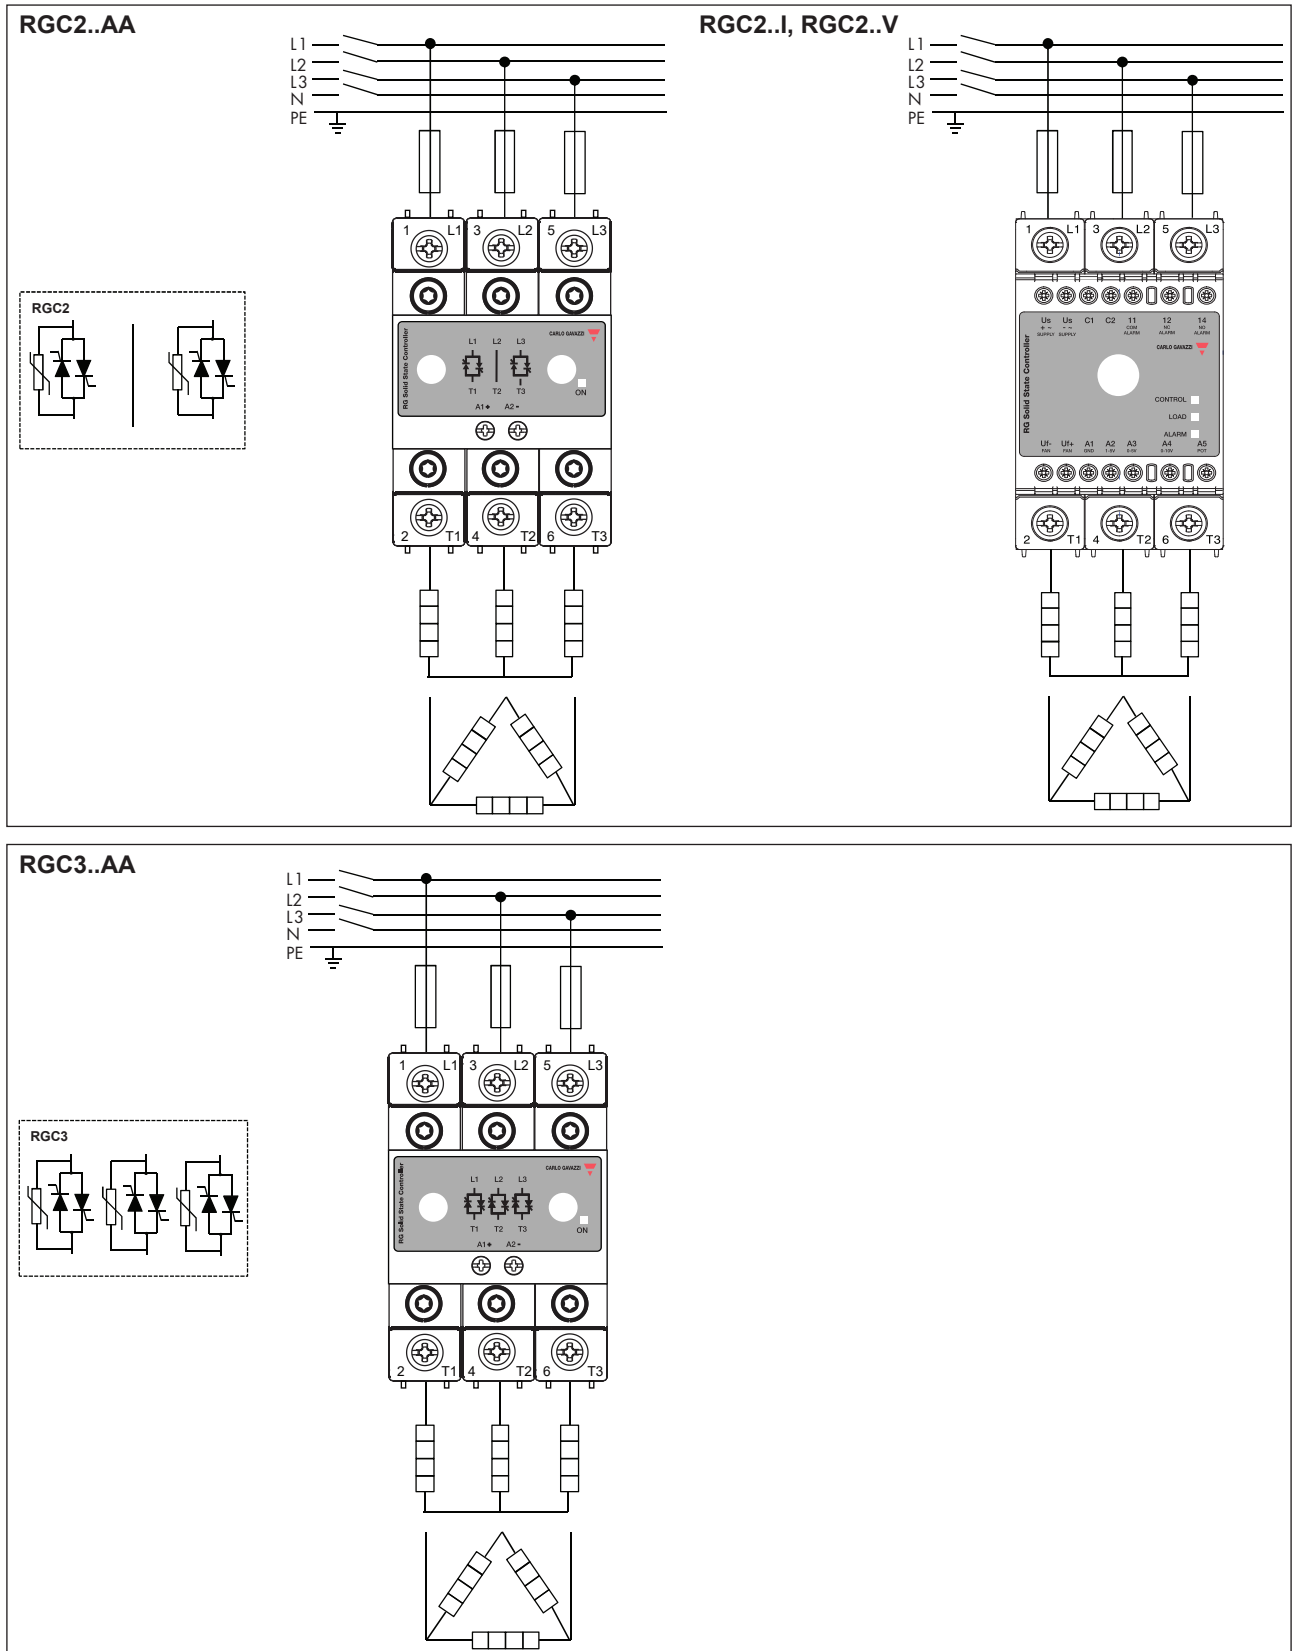 RGC2..AA
L1
L2
L3
N
PE
1 L1 3 L2 5 L3
RGC2
RG Solid State Controller
CARLO GAVAZZI
L1 L2 L3
T1 T2 T3
ON
A1+ A2-
2 T1 4 T2 6 T3
RGC2..I, RGC2..V
L1
L2
L3
N
PE
1 L1 3 L2 5 L3
Us Us C1 C2 11 12 14
+ ~ - ~ COM NC NO
SUPPLY SUPPLY ALARM ALARM ALARM
RG Solid State Controller
CARLO GAVAZZI
CONTROL
LOAD
ALARM
Uf- Uf+ A1 A2 A3 A4 A5
FAN FAN GND 1-5V 0-5V 0-10V POT
2 T1 4 T2 6 T3
RGC3..AA
L1
L2
L3
N
PE
1 L1 3 L2 5 L3
RGC3
RG Solid State Controller
CARLO GAVAZZI
L1 L2 L3
T1 T2 T3
ON
A1+ A2-
2 T1 4 T2 6 T3